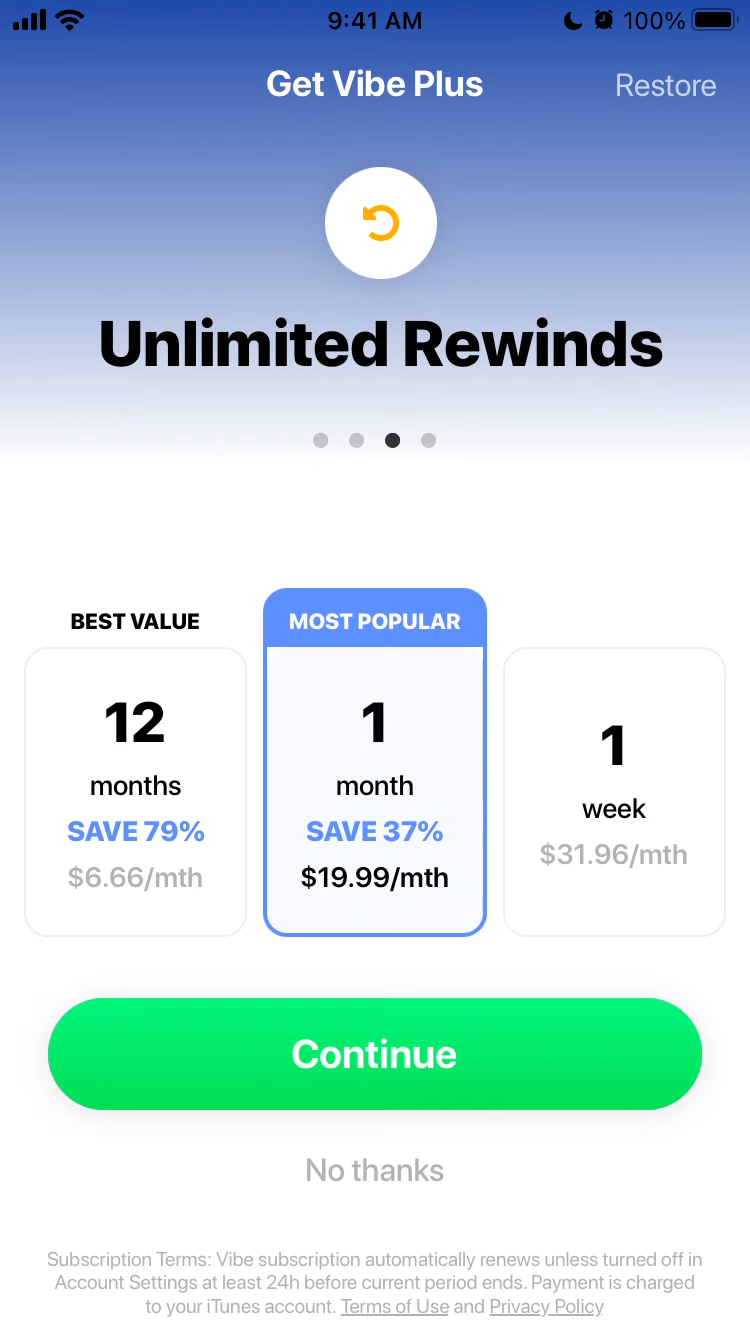 9:41 AM
100%
Get Vibe Plus
Restore
Unlimited Rewinds
BEST VALUE
12
months
SAVE 79%
$6.66/mth
MOST POPULAR
1
month
SAVE 37%
$19.99/mth
1
week
$31.96/mth
Continue
No thanks
Subscription Terms: Vibe subscription automatically renews unless turned off in
Account Settings at least 24h before current period ends. Payment is charged
to your iTunes account. Terms of Use and Privacy Policy